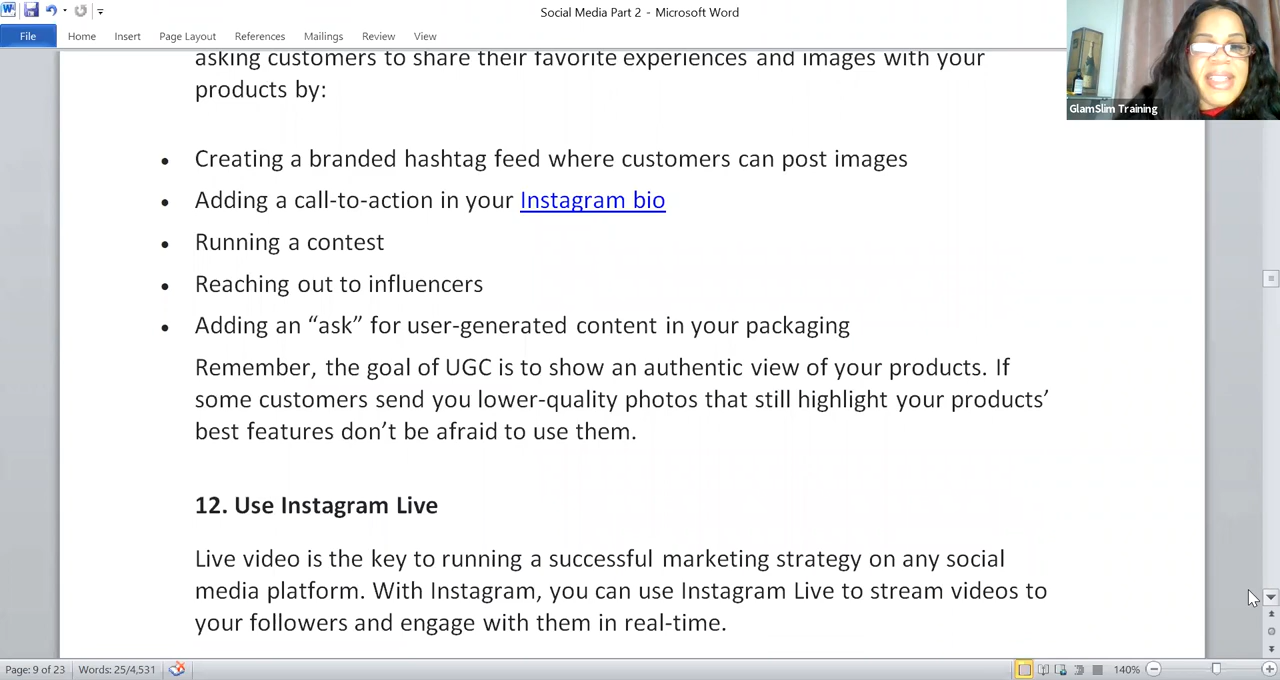 Social Media Part 2 - Microsoft Word
File Home Insert Page Layout References Mailings Review View
GlamSlim Training
asking customers to share their favorite experiences and images with your
products by:
• Creating a branded hashtag feed where customers can post images
• Adding a call-to-action in your Instagram bio
• Running a contest
• Reaching out to influencers
• Adding an “ask” for user-generated content in your packaging
Remember, the goal of UGC is to show an authentic view of your products. If
some customers send you lower-quality photos that still highlight your products’
best features don’t be afraid to use them.
12. Use Instagram Live
Live video is the key to running a successful marketing strategy on any social
media platform. With Instagram, you can use Instagram Live to stream videos to
your followers and engage with them in real-time.
Page: 9 of 23 Words: 25/4,531 140%